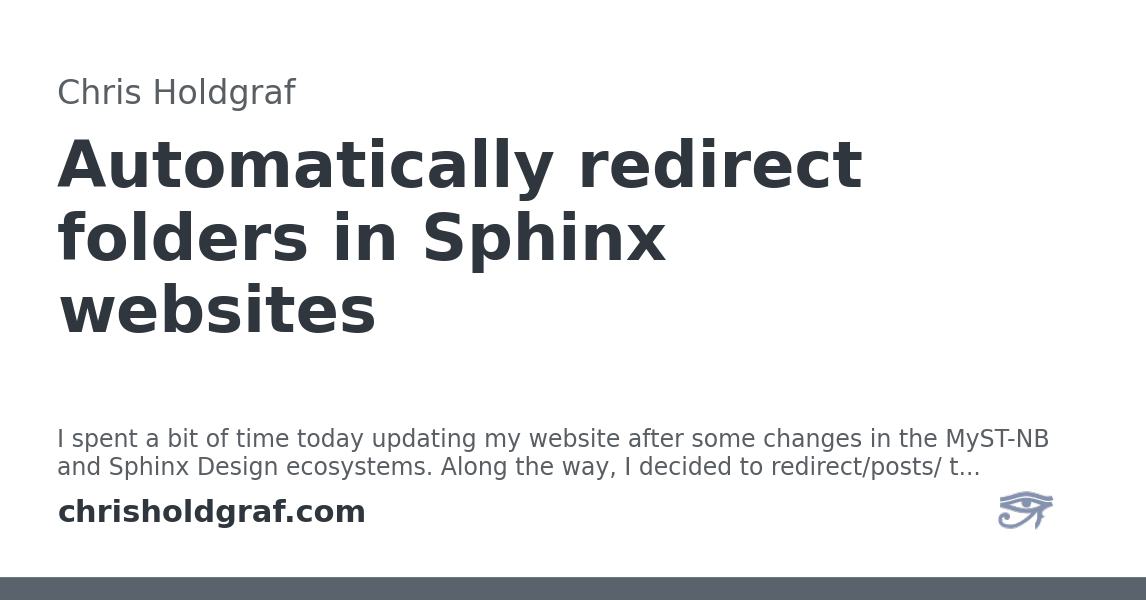 Chris Holdgraf
Automatically redirect
folders in Sphinx
websites
I spent a bit of time today updating my website after some changes in the MyST-NB
and Sphinx Design ecosystems. Along the way, I decided to redirect/posts/ t...
chrisholdgraf.com